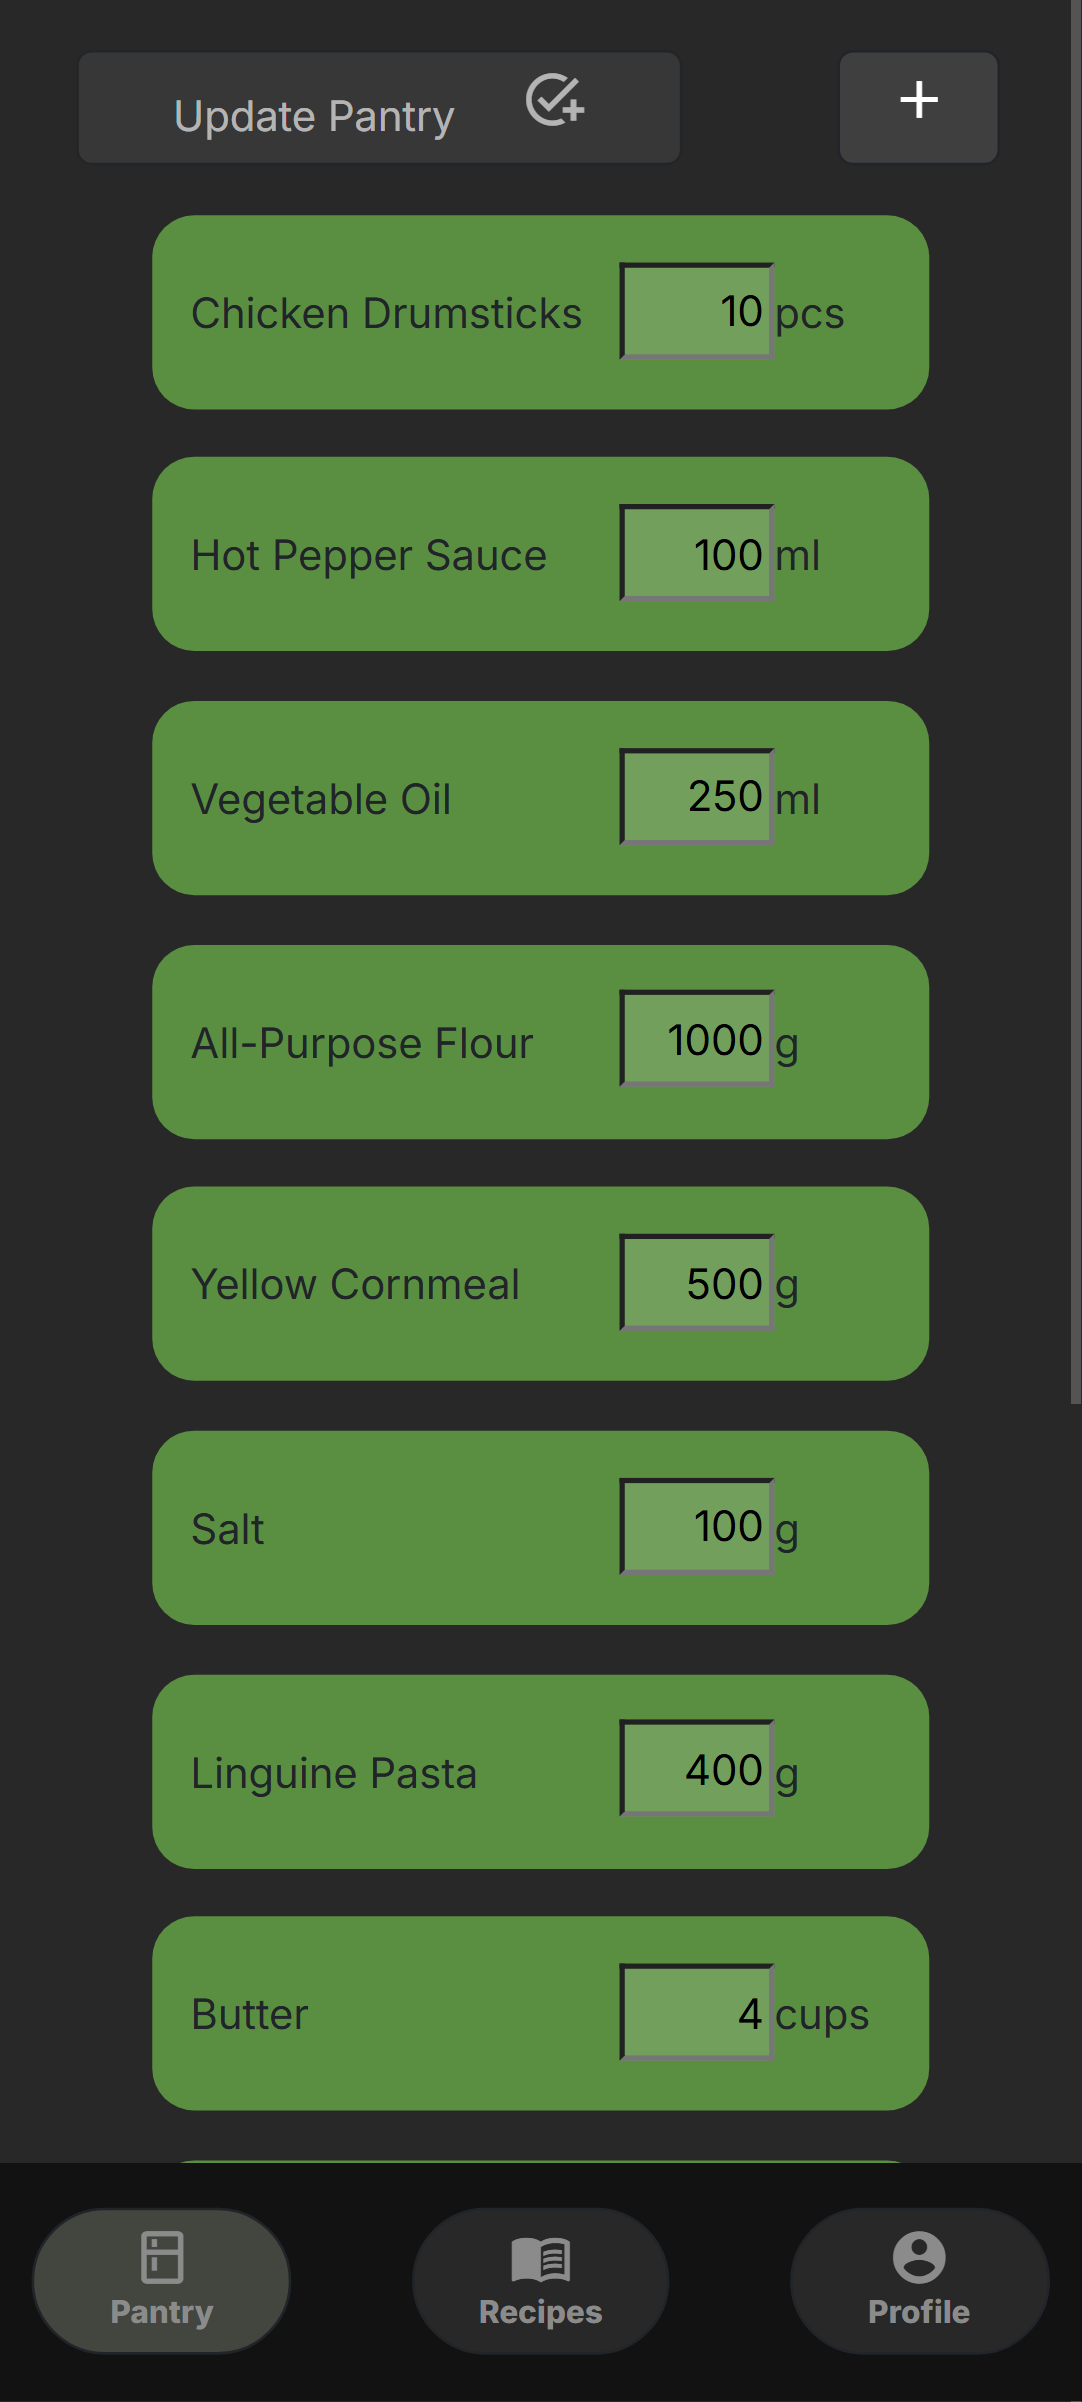 Update Pantry
Chicken Drumsticks 10 pcs
Hot Pepper Sauce 100 ml
Vegetable Oil 250 ml
All-Purpose Flour 1000 g
Yellow Cornmeal 500 g
Salt 100 g
Linguine Pasta 400 g
Butter 4 cups
Pantry Recipes Profile